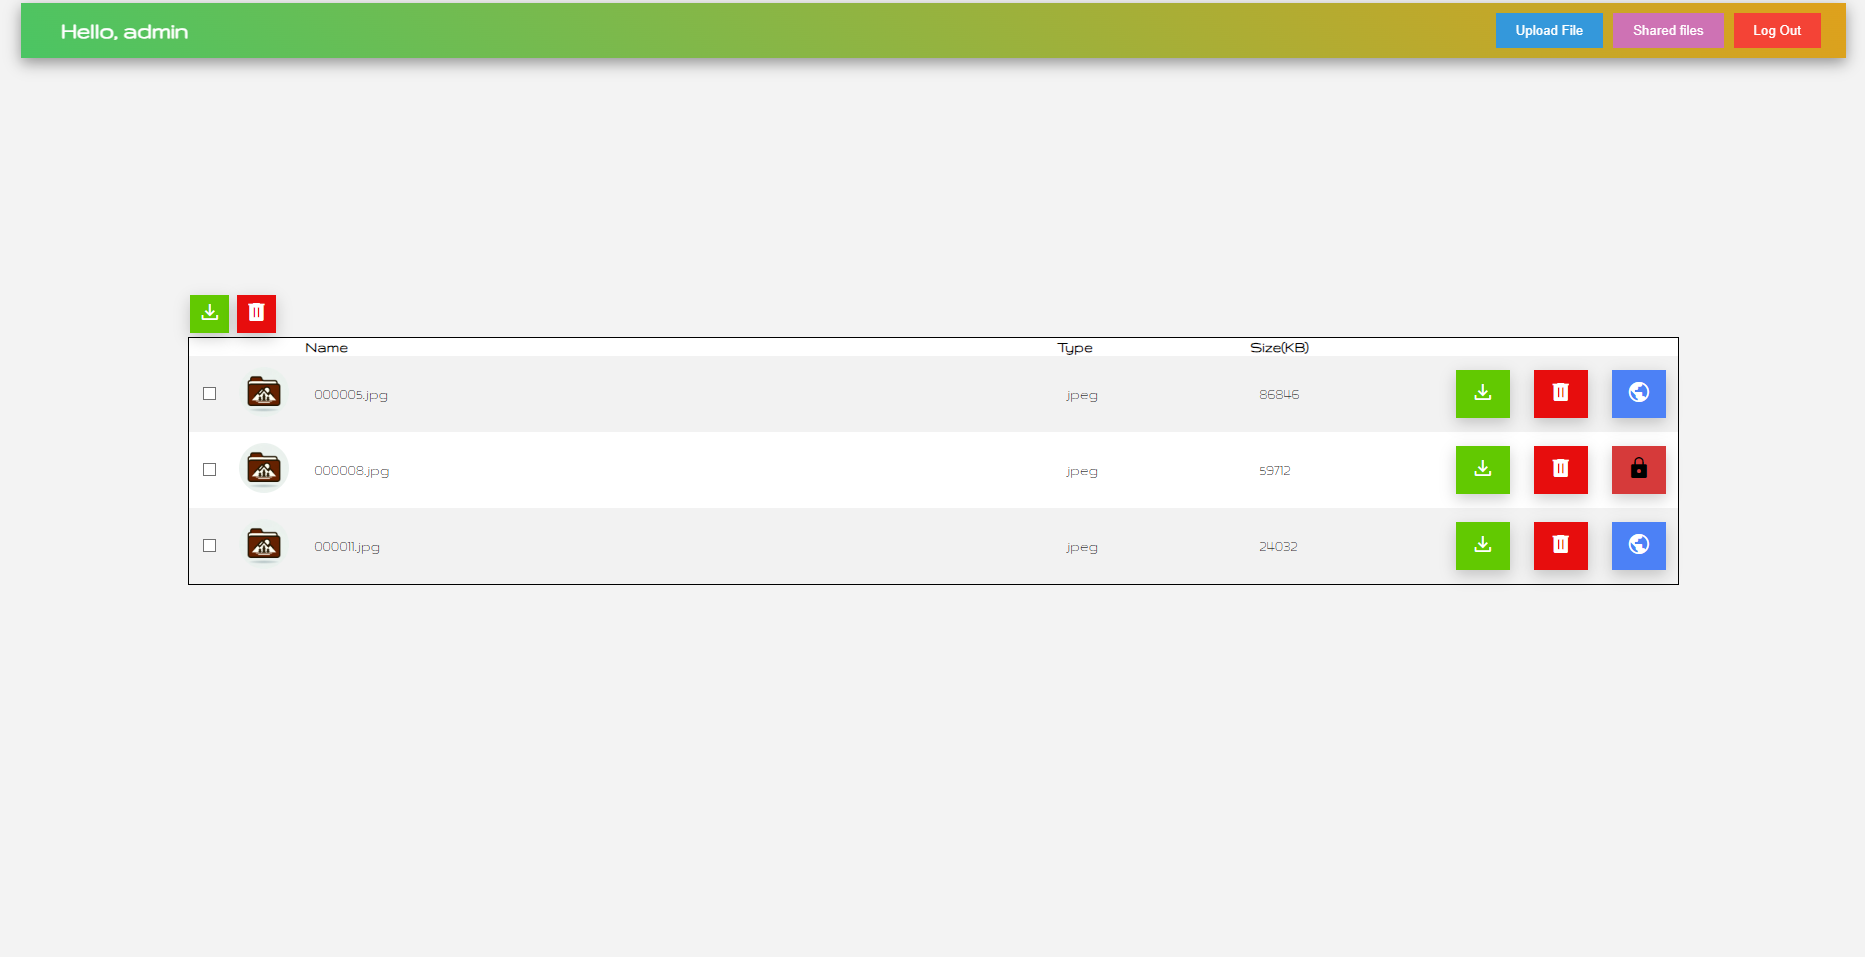 Hello, admin
Upload File
Shared files
Log Out
Name Type Size(KB)
000005.jpg jpeg 86846
000008.jpg jpeg 59712
000011.jpg jpeg 24032